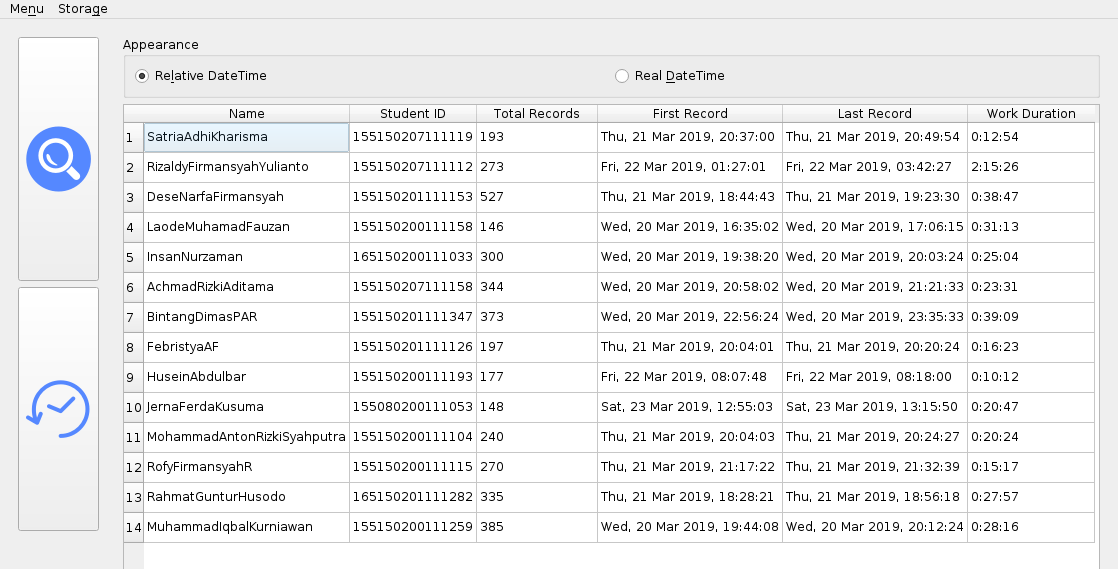 Menu Storage
Appearance
Relative DateTime Real DateTime
Name Student ID Total Records First Record Last Record Work Duration
1 SatriaAdhiKharisma 155150207111119 193 Thu, 21 Mar 2019, 20:37:00 Thu, 21 Mar 2019, 20:49:54 0:12:54
2 RizaldyFirmansyahYulianto 155150207111112 273 Fri, 22 Mar 2019, 01:27:01 Fri, 22 Mar 2019, 03:42:27 2:15:26
3 DeseNarfaFirmansyah 155150201111153 527 Thu, 21 Mar 2019, 18:44:43 Thu, 21 Mar 2019, 19:23:30 0:38:47
4 LaodeMuhamadFauzan 155150200111158 146 Wed, 20 Mar 2019, 16:35:02 Wed, 20 Mar 2019, 17:06:15 0:31:13
5 InsanNurzaman 165150200111033 300 Wed, 20 Mar 2019, 19:38:20 Wed, 20 Mar 2019, 20:03:24 0:25:04
6 AchmadRizkiAditama 155150207111158 344 Wed, 20 Mar 2019, 20:58:02 Wed, 20 Mar 2019, 21:21:33 0:23:31
7 BintangDimasPAR 155150201111347 373 Wed, 20 Mar 2019, 22:56:24 Wed, 20 Mar 2019, 23:35:33 0:39:09
8 FebristyaAF 155150201111126 197 Thu, 21 Mar 2019, 20:04:01 Thu, 21 Mar 2019, 20:20:24 0:16:23
9 HuseinAbdulbar 155150200111193 177 Fri, 22 Mar 2019, 08:07:48 Fri, 22 Mar 2019, 08:18:00 0:10:12
10 JernaFerdaKusuma 155080200111053 148 Sat, 23 Mar 2019, 12:55:03 Sat, 23 Mar 2019, 13:15:50 0:20:47
11 MohammadAntonRizkiSyahputra 155150200111104 240 Thu, 21 Mar 2019, 20:04:03 Thu, 21 Mar 2019, 20:24:27 0:20:24
12 RofyFirmansyahR 155150200111115 270 Thu, 21 Mar 2019, 21:17:22 Thu, 21 Mar 2019, 21:32:39 0:15:17
13 RahmatGunturHusodo 165150201111282 335 Thu, 21 Mar 2019, 18:28:21 Thu, 21 Mar 2019, 18:56:18 0:27:57
14 MuhammadIqbalKurniawan 155150200111259 385 Wed, 20 Mar 2019, 19:44:08 Wed, 20 Mar 2019, 20:12:24 0:28:16